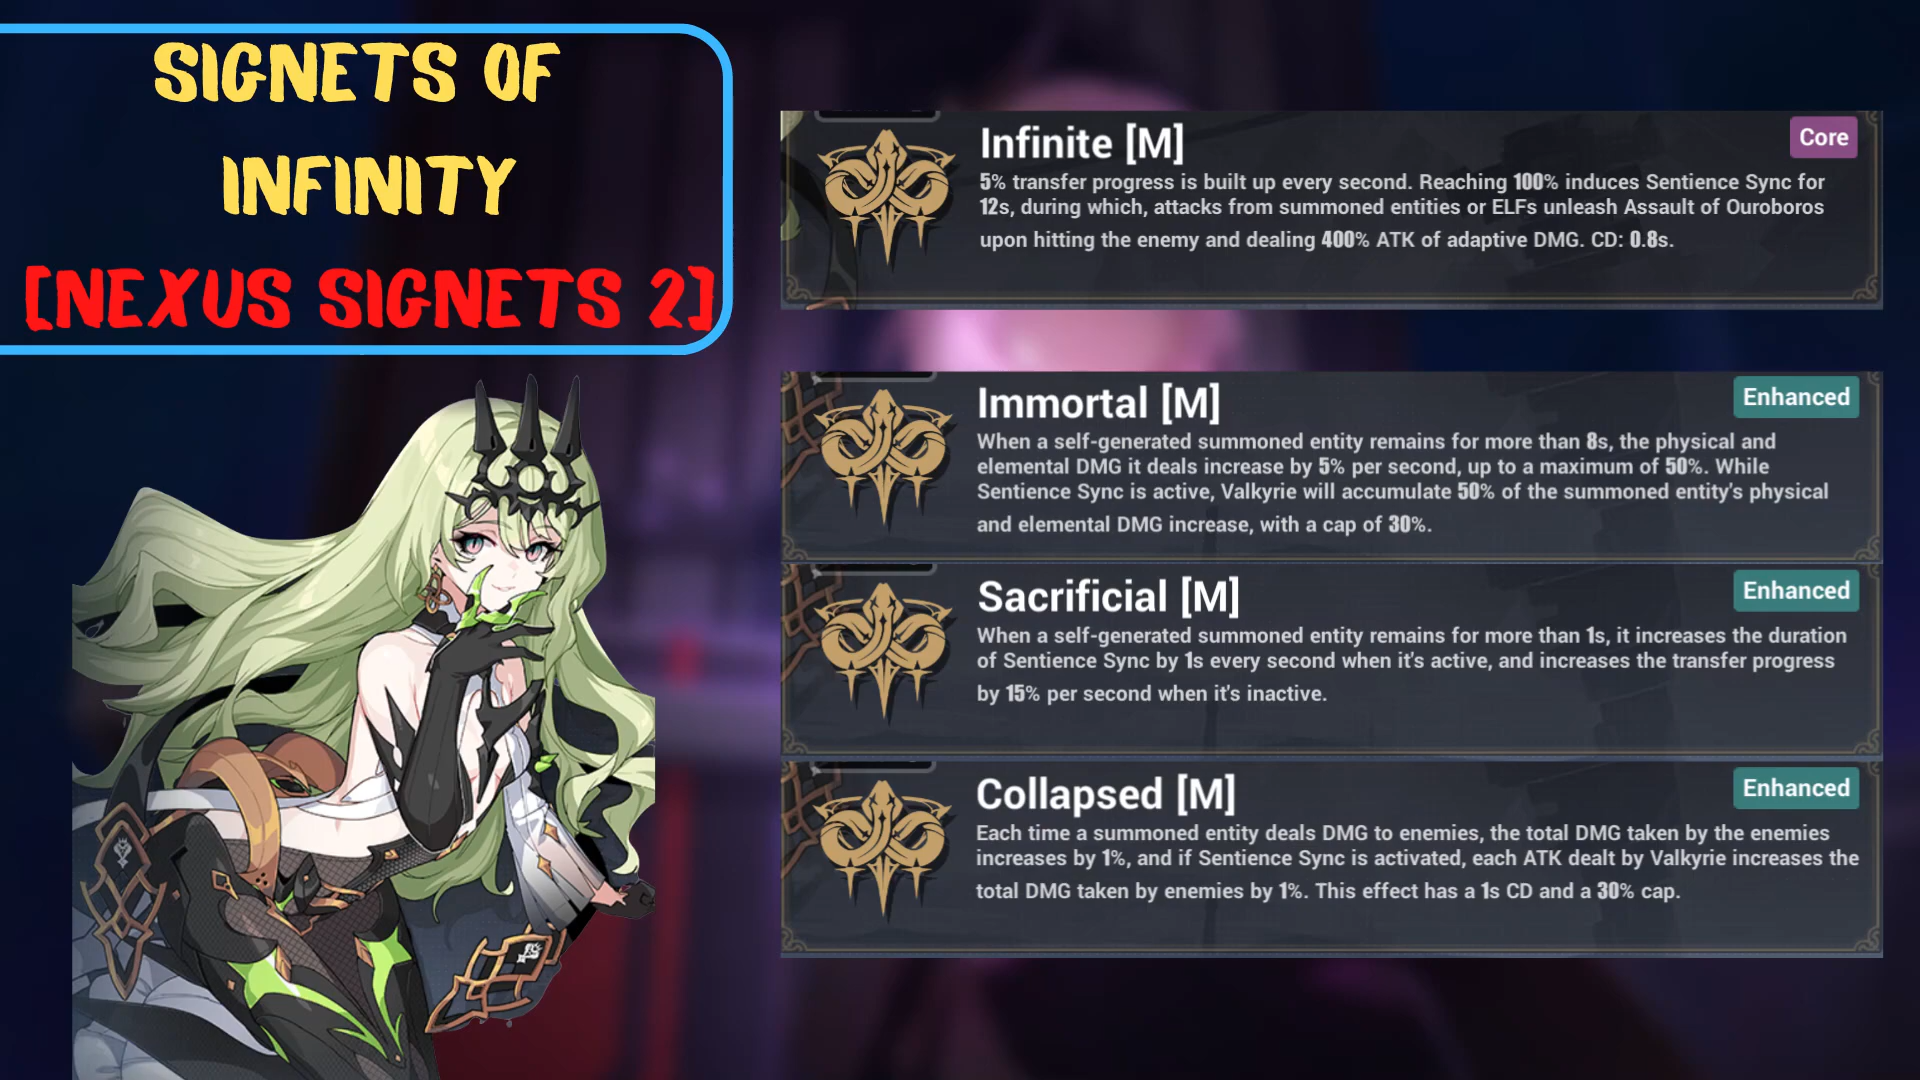 SIGNETS OF
INFINITY
[NEXUS SIGNETS 2]
Infinite [M]
Core
5% transfer progress is built up every second. Reaching 100% induces Sentience Sync for
12s, during which, attacks from summoned entities or ELFs unleash Assault of Ouroboros
upon hitting the enemy and dealing 400% ATK of adaptive DMG. CD: 0.8s.
Immortal [M]
Enhanced
When a self-generated summoned entity remains for more than 8s, the physical and
elemental DMG it deals increase by 5% per second, up to a maximum of 50%. While
Sentience Sync is active, Valkyrie will accumulate 50% of the summoned entity's physical
and elemental DMG increase, with a cap of 30%.
Sacrificial [M]
Enhanced
When a self-generated summoned entity remains for more than 1s, it increases the duration
of Sentience Sync by 1s every second when it's active, and increases the transfer progress
by 15% per second when it's inactive.
Collapsed [M]
Enhanced
Each time a summoned entity deals DMG to enemies, the total DMG taken by the enemies
increases by 1%, and if Sentience Sync is activated, each ATK dealt by Valkyrie increases the
total DMG taken by enemies by 1%. This effect has a 1s CD and a 30% cap.